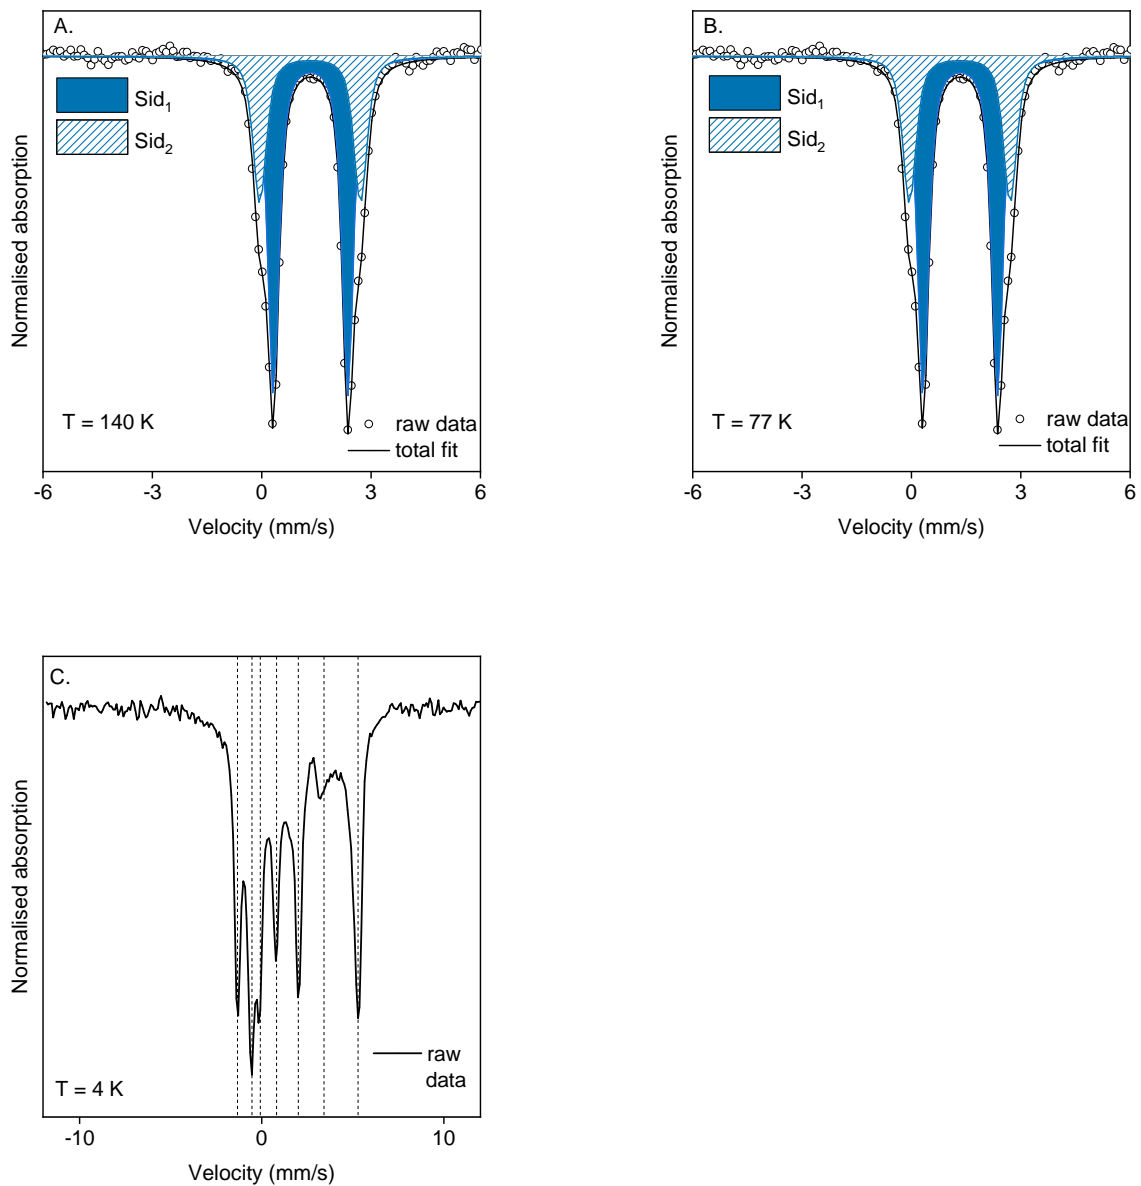 A.
Sid₁
Sid₂
Normalised absorption
T = 140 K
raw data
total fit
-6 -3 0 3 6
Velocity (mm/s)
B.
Sid₁
Sid₂
Normalised absorption
T = 77 K
raw data
total fit
-6 -3 0 3 6
Velocity (mm/s)
C.
Normalised absorption
T = 4 K
raw
data
-10 0 10
Velocity (mm/s)